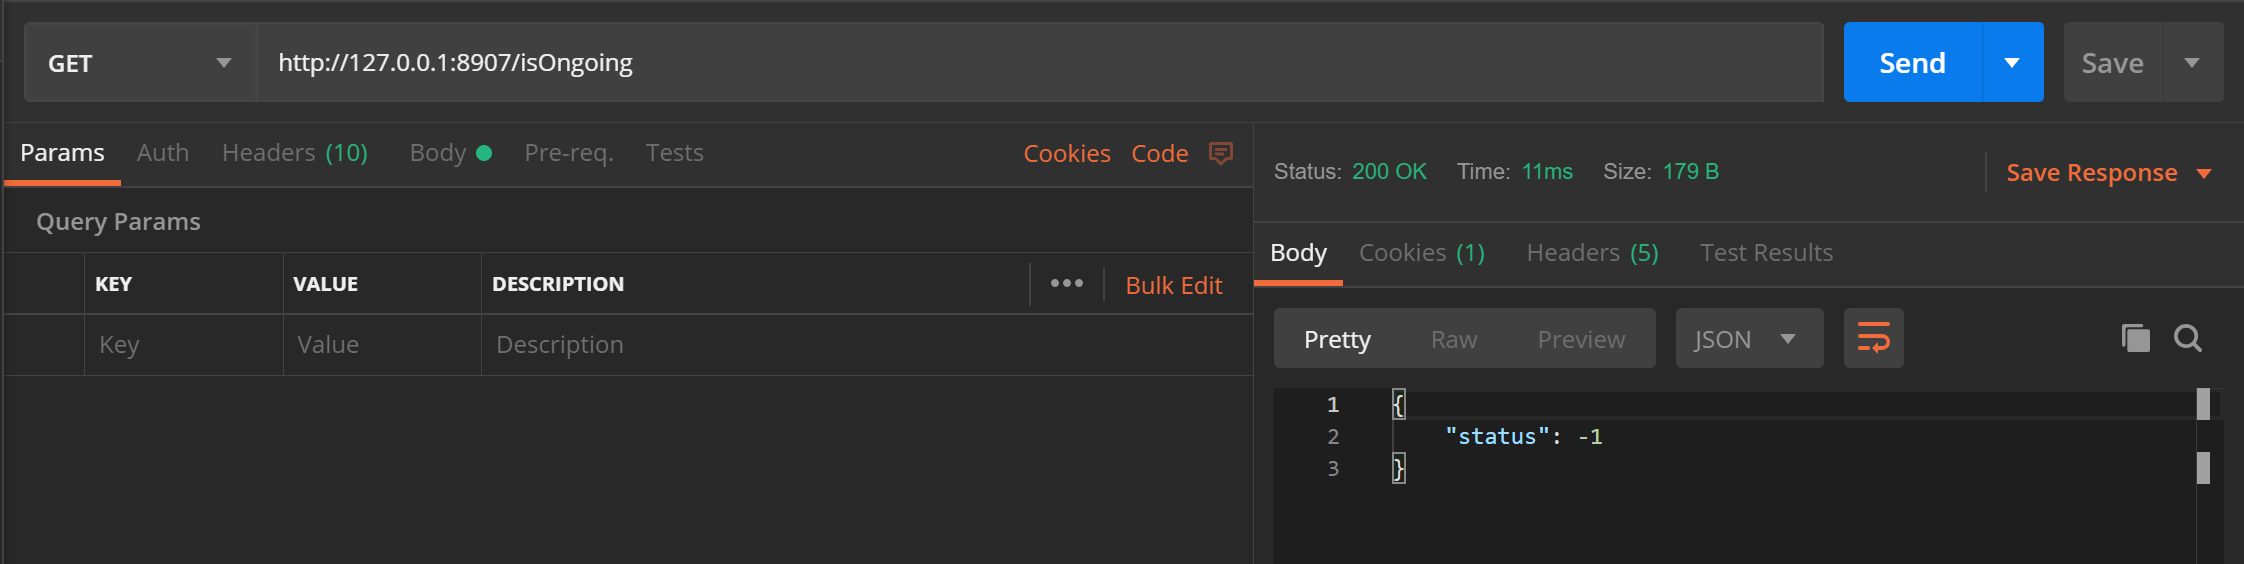 GET http://127.0.0.1:8907/isOngoing Send Save
Params Auth Headers (10) Body Pre-req. Tests Cookies Code
Query Params
KEY VALUE DESCRIPTION ••• Bulk Edit
Key Value Description
Status: 200 OK Time: 11ms Size: 179 B Save Response
Body Cookies (1) Headers (5) Test Results
Pretty Raw Preview JSON
1 {
2 "status": -1
3 }